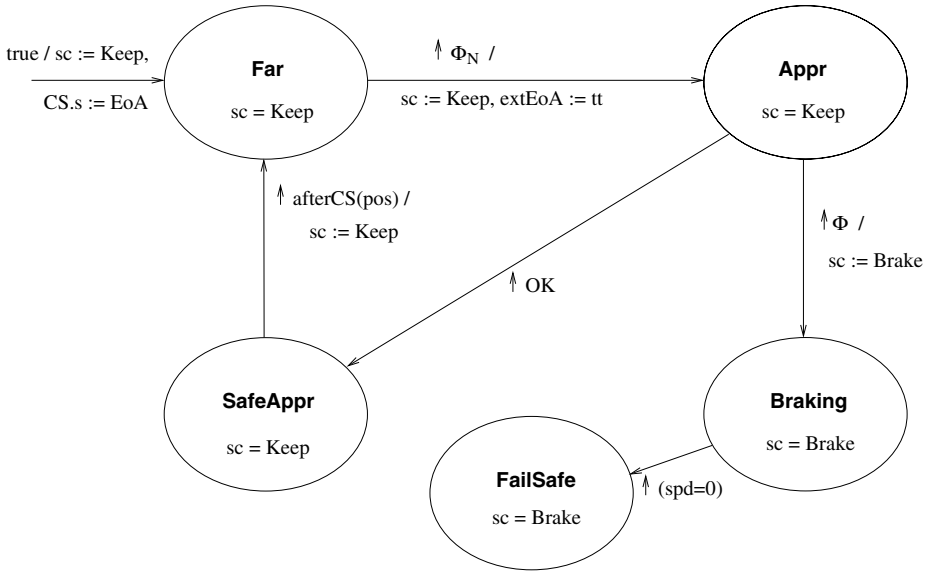 true / sc := Keep,
CS.s := EoA
Far
sc = Keep
↑ Φ_N /
sc := Keep, extEoA := tt
Appr
sc = Keep
↑ afterCS(pos) /
sc := Keep
↑ Φ /
sc := Brake
↑ OK
SafeAppr
sc = Keep
Braking
sc = Brake
FailSafe
sc = Brake
↑ (spd=0)